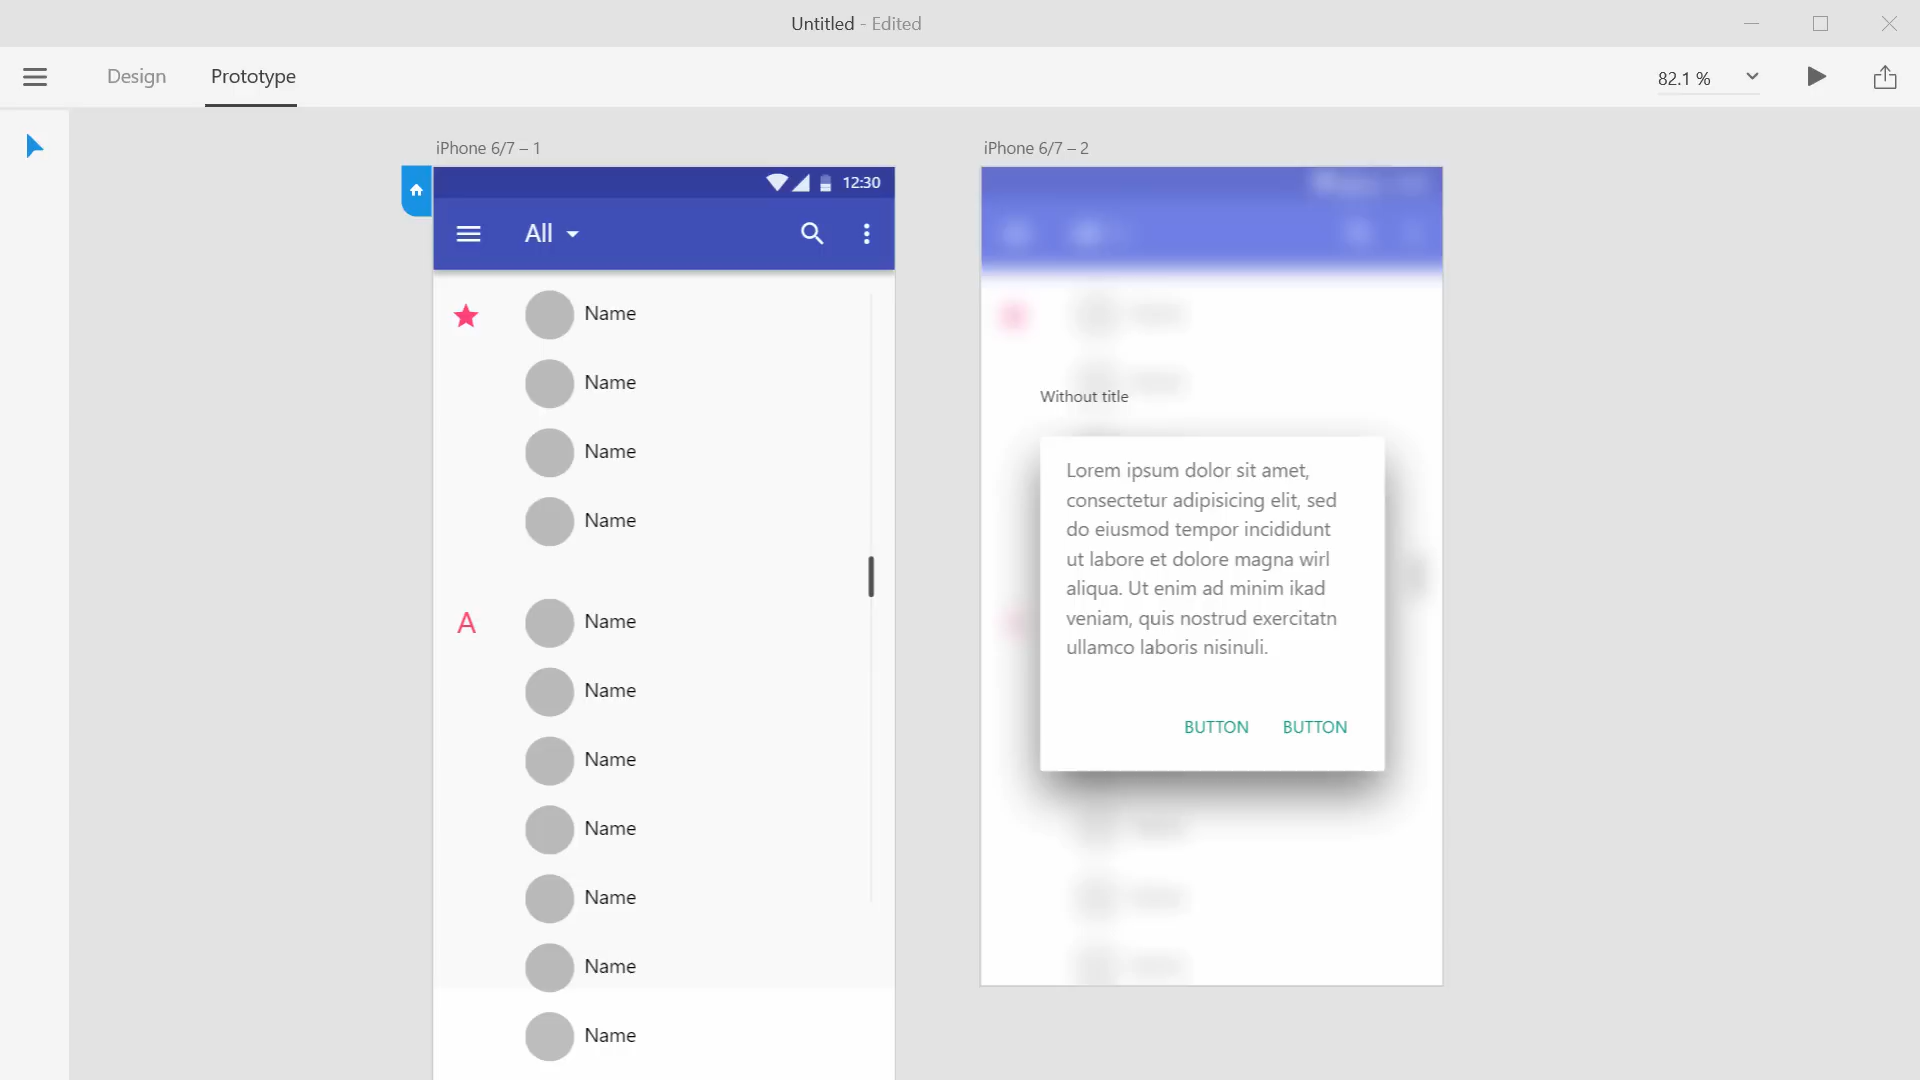 Untitled - Edited
Design
Prototype
82.1 %
iPhone 6/7 – 1
12:30
All
Name
Name
Name
Name
A
Name
Name
Name
Name
Name
Name
Name
iPhone 6/7 – 2
Without title
Lorem ipsum dolor sit amet,
consectetur adipisicing elit, sed
do eiusmod tempor incididunt
ut labore et dolore magna wirl
aliqua. Ut enim ad minim ikad
veniam, quis nostrud exercitatn
ullamco laboris nisinuli.
BUTTON BUTTON